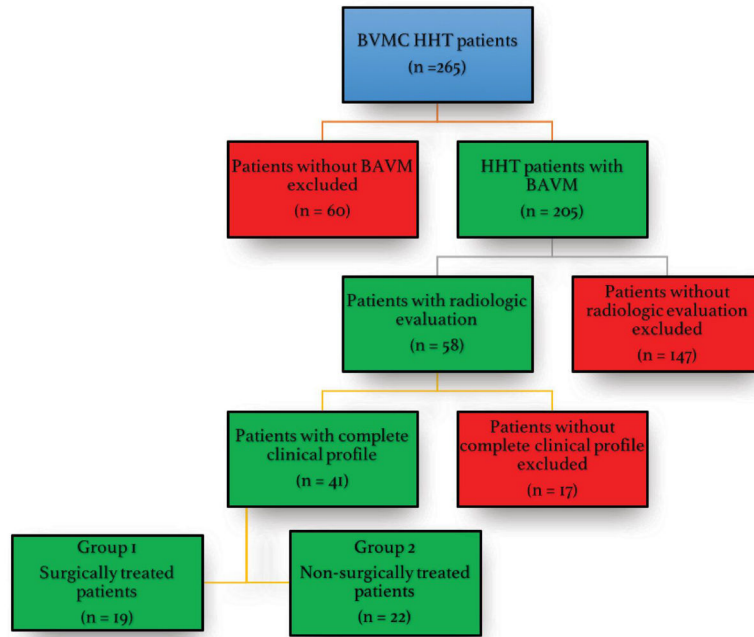 BVMC HHT patients
(n =265)
Patients without BAVM
excluded
(n = 60)
HHT patients with
BAVM
(n = 205)
Patients with radiologic
evaluation
(n = 58)
Patients without
radiologic evaluation
excluded
(n = 147)
Patients with complete
clinical profile
(n = 41)
Patients without
complete clinical profile
excluded
(n = 17)
Group 1
Surgically treated
patients
(n = 19)
Group 2
Non-surgically treated
patients
(n = 22)